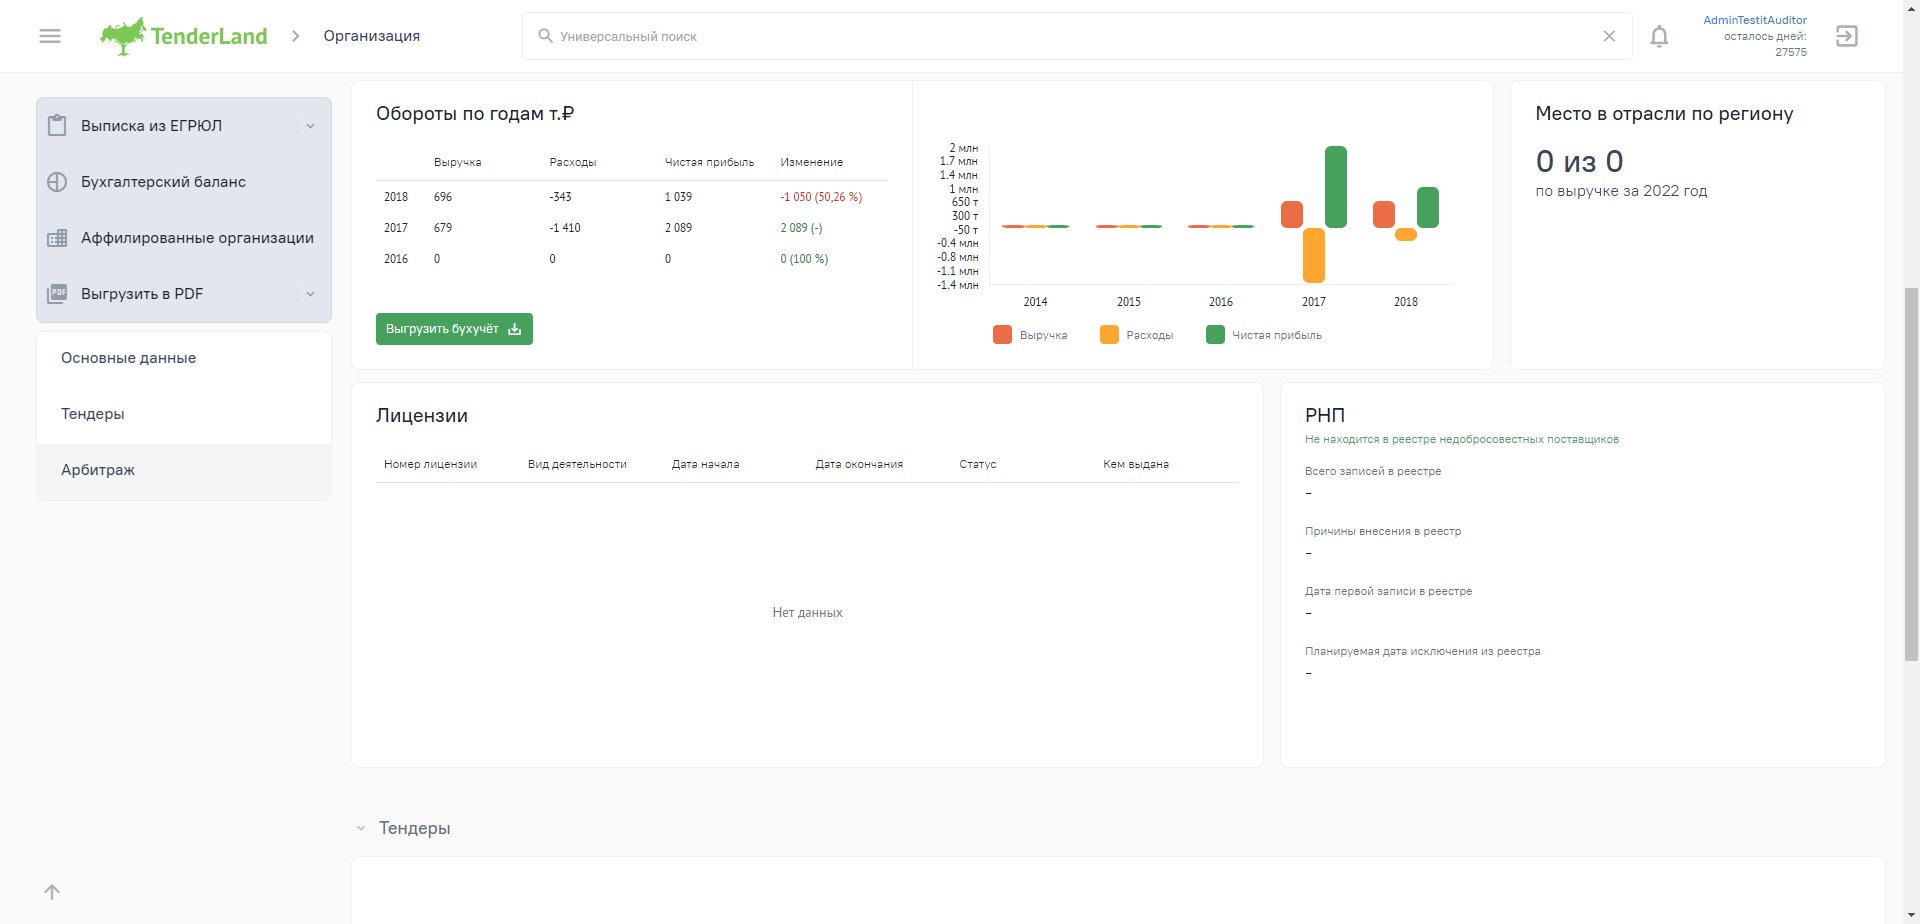 TenderLand
Организация
Универсальный поиск
AdminTestitAuditor
осталось дней:
27575
Выписка из ЕГРЮЛ
Бухгалтерский баланс
Аффилированные организации
PDF
Выгрузить в PDF
Основные данные
Тендеры
Арбитраж
Обороты по годам т.₽
Выручка Расходы Чистая прибыль Изменение
2018 696 -343 1 039 -1 050 (50,26 %)
2017 679 -1 410 2 089 2 089 (-)
2016 0 0 0 0 (100 %)
Выгрузить бухучёт
2 млн
1.7 млн
1.4 млн
1 млн
650 т
300 т
-50 т
-0.4 млн
-0.8 млн
-1.1 млн
-1.4 млн
2014 2015 2016 2017 2018
Выручка Расходы Чистая прибыль
Место в отрасли по региону
0 из 0
по выручке за 2022 год
Лицензии
Номер лицензии Вид деятельности Дата начала Дата окончания Статус Кем выдана
Нет данных
РНП
Не находится в реестре недобросовестных поставщиков
Всего записей в реестре
–
Причины внесения в реестр
–
Дата первой записи в реестре
–
Планируемая дата исключения из реестра
–
Тендеры